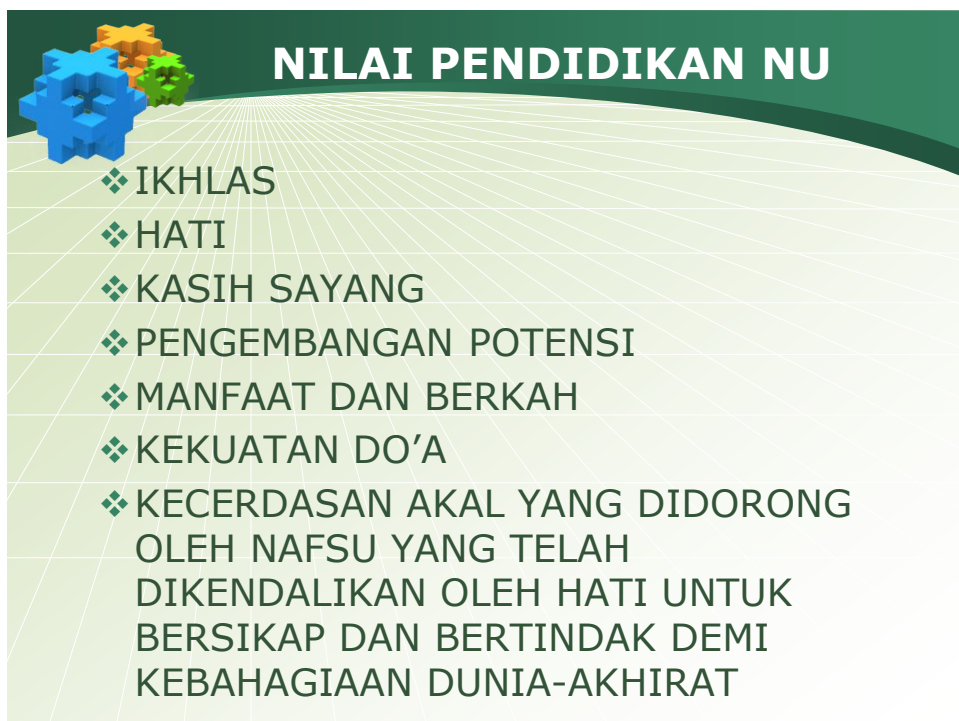 NILAI PENDIDIKAN NU
❖IKHLAS
❖HATI
❖KASIH SAYANG
❖PENGEMBANGAN POTENSI
❖MANFAAT DAN BERKAH
❖KEKUATAN DO’A
❖KECERDASAN AKAL YANG DIDORONG
OLEH NAFSU YANG TELAH
DIKENDALIKAN OLEH HATI UNTUK
BERSIKAP DAN BERTINDAK DEMI
KEBAHAGIAAN DUNIA-AKHIRAT